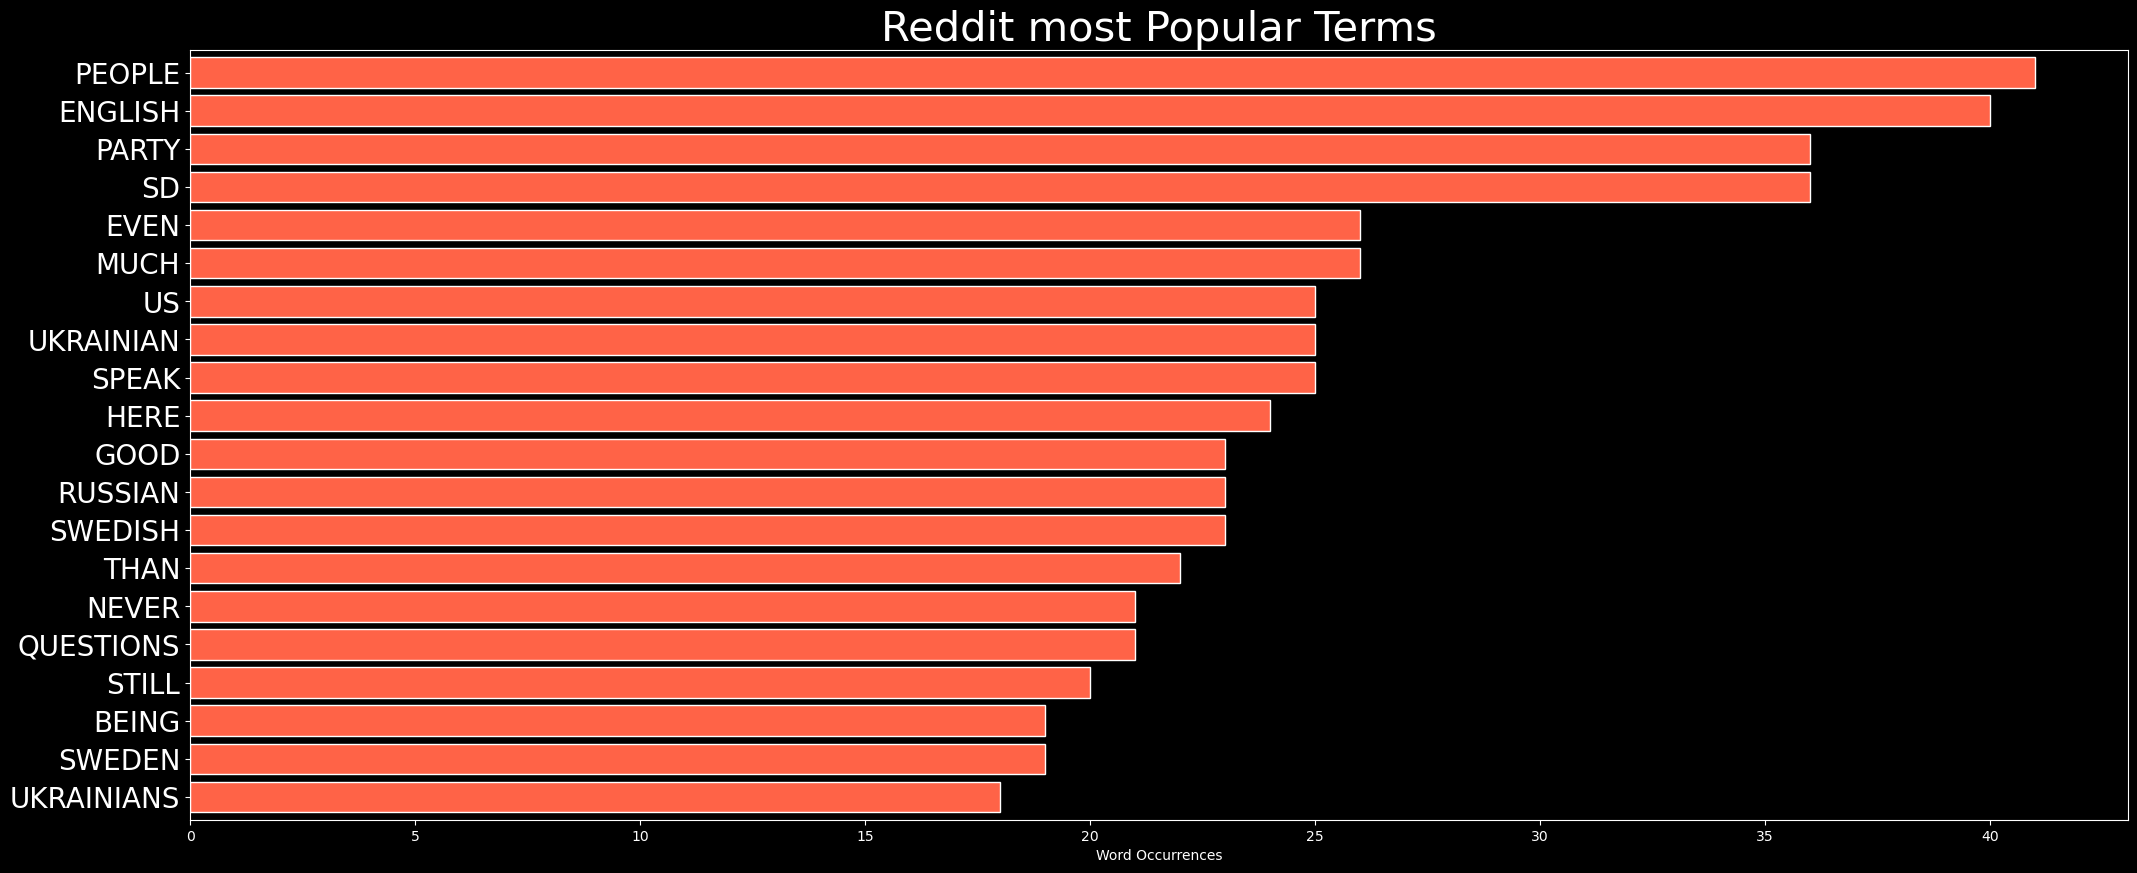 Reddit most Popular Terms
PEOPLE
ENGLISH
PARTY
SD
EVEN
MUCH
US
UKRAINIAN
SPEAK
HERE
GOOD
RUSSIAN
SWEDISH
THAN
NEVER
QUESTIONS
STILL
BEING
SWEDEN
UKRAINIANS
0 5 10 15 20 25 30 35 40
Word Occurrences